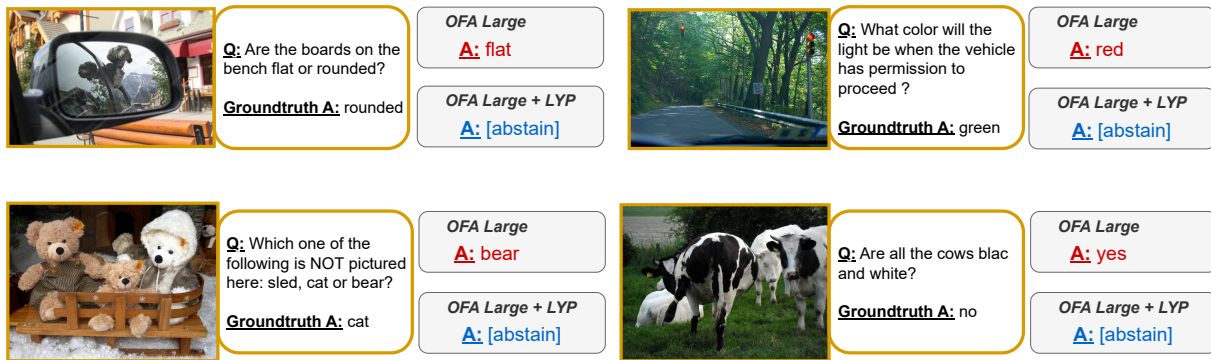 Q: Are the boards on the
bench flat or rounded?
Groundtruth A: rounded
OFA Large
A: flat
OFA Large + LYP
A: [abstain]
Q: What color will the
light be when the vehicle
has permission to
proceed ?
Groundtruth A: green
OFA Large
A: red
OFA Large + LYP
A: [abstain]
Q: Which one of the
following is NOT pictured
here: sled, cat or bear?
Groundtruth A: cat
OFA Large
A: bear
OFA Large + LYP
A: [abstain]
Q: Are all the cows blac
and white?
Groundtruth A: no
OFA Large
A: yes
OFA Large + LYP
A: [abstain]